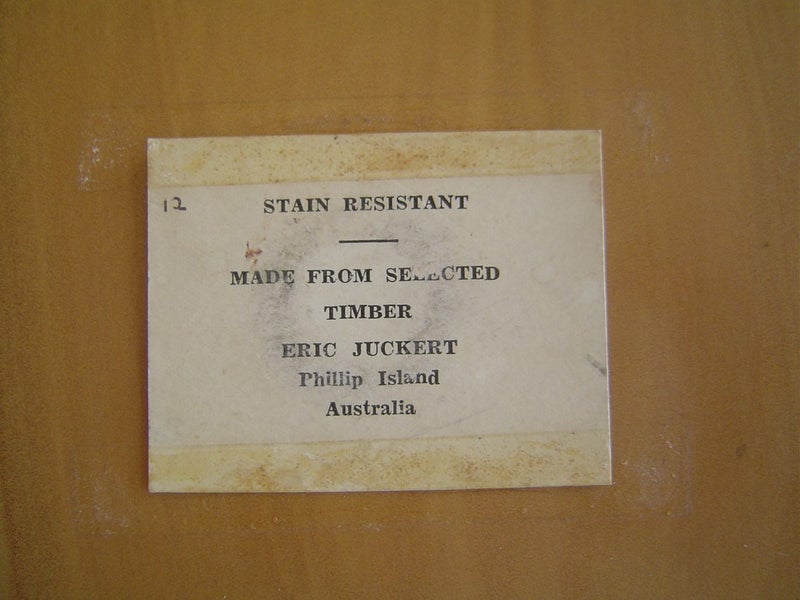 12
STAIN RESISTANT
MADE FROM SELECTED
TIMBER
ERIC JUCKERT
Phillip Island
Australia